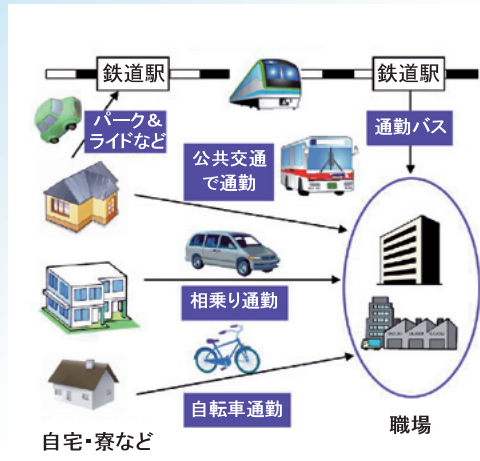 鉄道駅
鉄道駅
パーク&
ライドなど
通勤バス
公共交通
で通勤
相乗り通勤
自転車通勤
自宅・寮など
職場